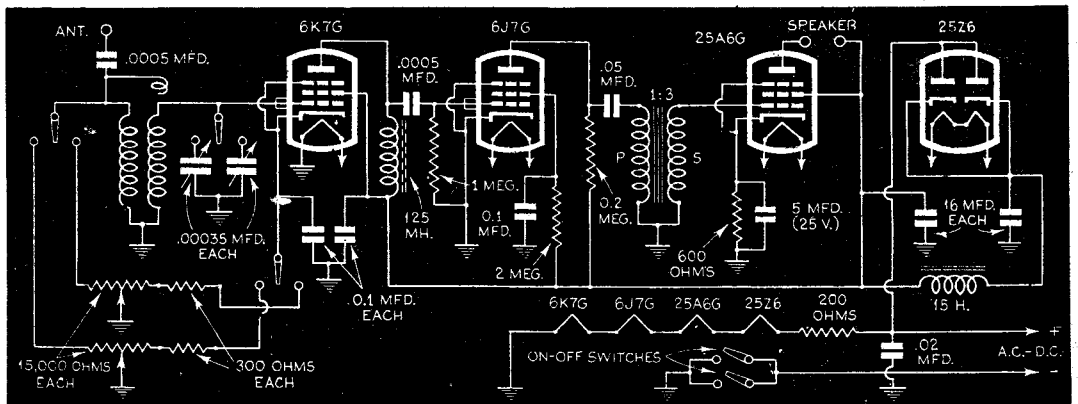 ANT.
.0005 MFD.
.00035 MFD.
EACH
15,000 OHMS
EACH
300 OHMS
EACH
6K7G
0.1 MFD.
EACH
.0005
MFD.
125
MH.
1 MEG.
6J7G
0.1
MFD.
2 MEG.
.05
MFD.
0.2
MEG.
1:3
P
S
25A6G
SPEAKER
600
OHMS
5 MFD.
(25 V.)
25Z6
16 MFD.
EACH
15 H.
6K7G
6J7G
25A6G
25Z6
200
OHMS
ON-OFF SWITCHES
.02
MFD.
+
A.C.-D.C.
-